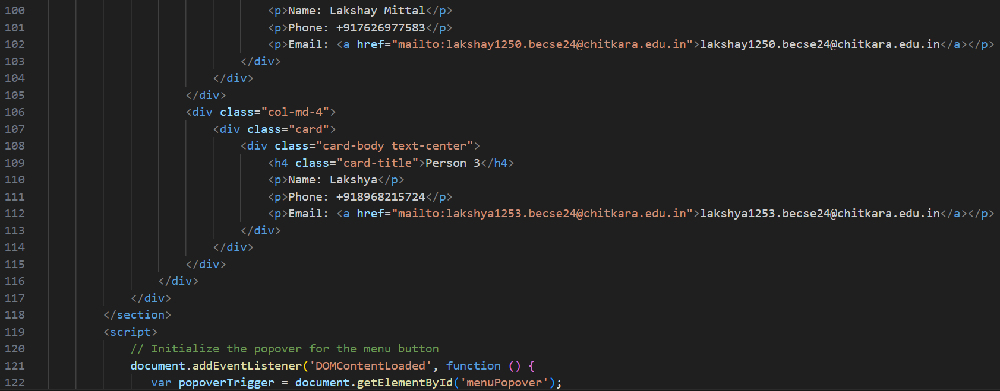 100 <p>Name: Lakshay Mittal</p>
101 <p>Phone: +917626977583</p>
102 <p>Email: <a href="mailto:lakshay1250.becse24@chitkara.edu.in">lakshay1250.becse24@chitkara.edu.in</a></p>
103 </div>
104 </div>
105 </div>
106 <div class="col-md-4">
107 <div class="card">
108 <div class="card-body text-center">
109 <h4 class="card-title">Person 3</h4>
110 <p>Name: Lakshya</p>
111 <p>Phone: +918968215724</p>
112 <p>Email: <a href="mailto:lakshya1253.becse24@chitkara.edu.in">lakshya1253.becse24@chitkara.edu.in</a></p>
113 </div>
114 </div>
115 </div>
116 </div>
117 </div>
118 </section>
119 <script>
120 // Initialize the popover for the menu button
121 document.addEventListener('DOMContentLoaded', function () {
122 var popoverTrigger = document.getElementById('menuPopover');